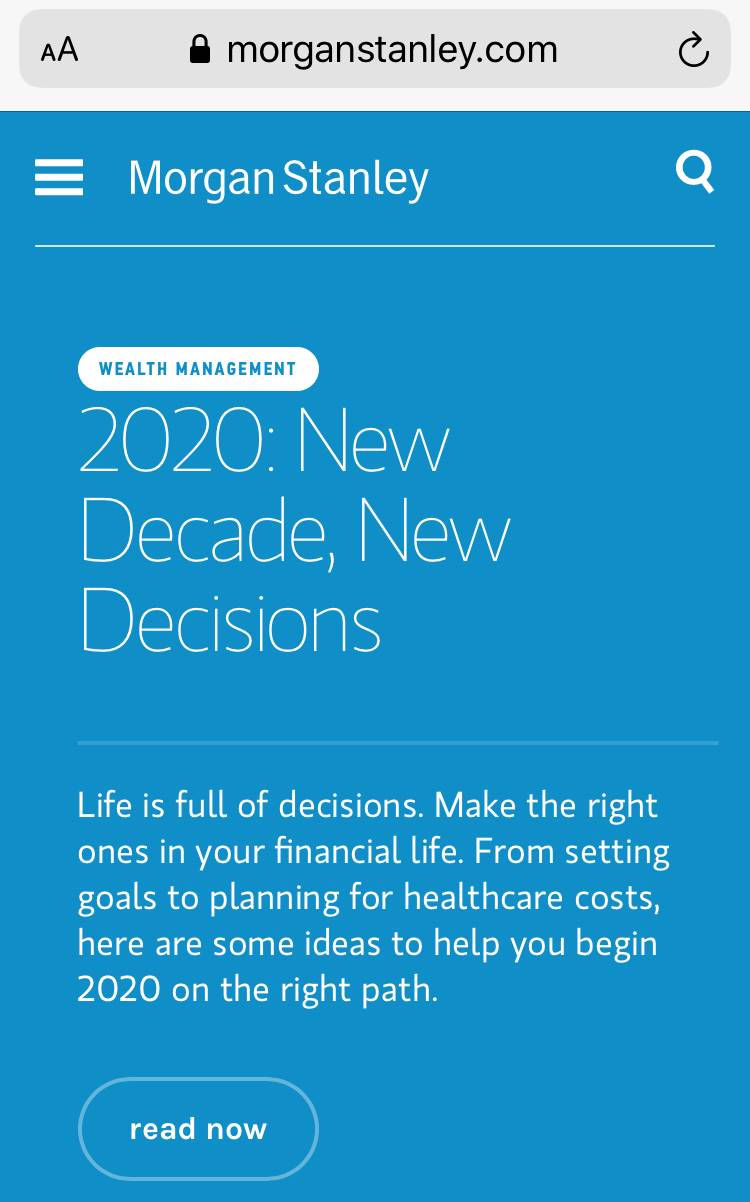 AA morganstanley.com
Morgan Stanley
WEALTH MANAGEMENT
2020: New
Decade, New
Decisions
Life is full of decisions. Make the right
ones in your financial life. From setting
goals to planning for healthcare costs,
here are some ideas to help you begin
2020 on the right path.
read now